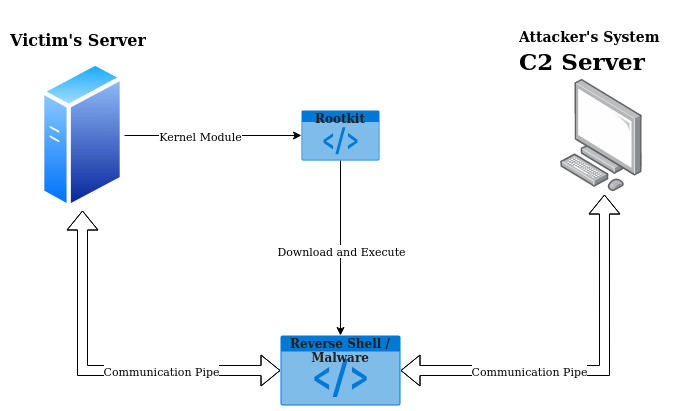 Victim's Server
Attacker's System
C2 Server
Rootkit
</>
Kernel Module
Download and Execute
Reverse Shell /
Malware
</>
Communication Pipe
Communication Pipe